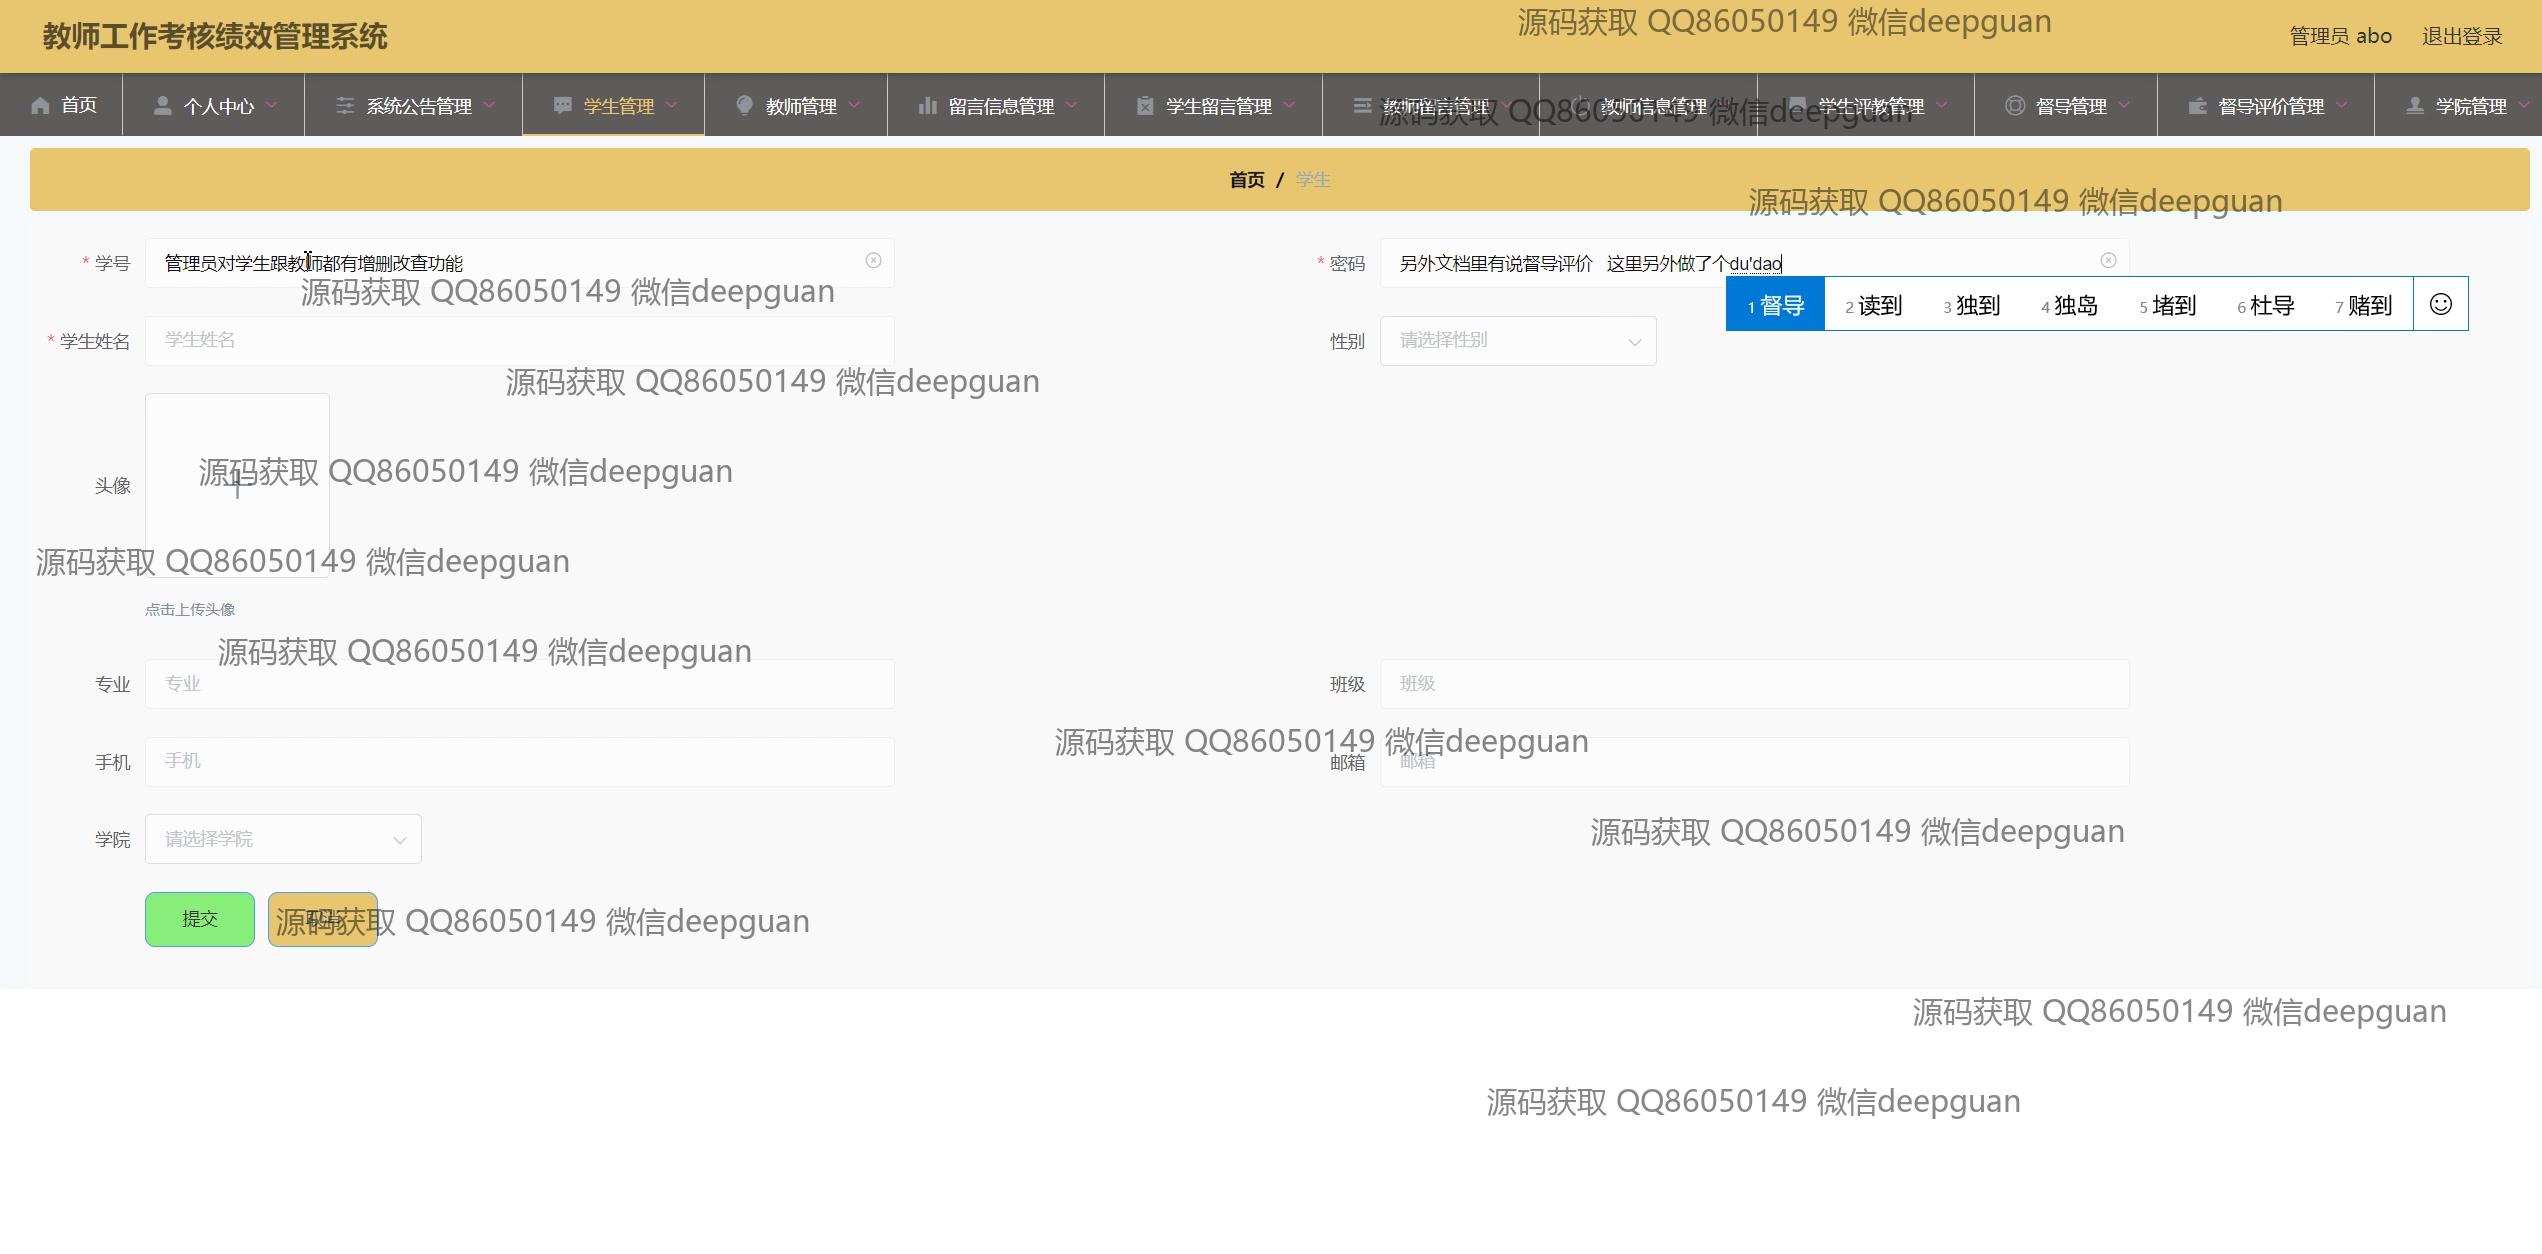 源码获取 QQ86050149 微信deepguan
教师工作考核绩效管理系统
管理员 abo 退出登录
首页 个人中心 系统公告管理 学生管理 教师管理 留言信息管理 学生留言管理 教师留言管理 教师信息管理 学生评教管理 督导管理 督导评价管理 学院管理
源码获取 QQ86050149 微信deepguan
首页 / 学生
源码获取 QQ86050149 微信deepguan
* 学号 管理员对学生跟教师都有增删改查功能 * 密码 另外文档里有说督导评价 这里另外做了个du'dao
源码获取 QQ86050149 微信deepguan
1 督导 2 读到 3 独到 4 独岛 5 堵到 6 杜导 7 赌到
* 学生姓名 学生姓名 性别 请选择性别
源码获取 QQ86050149 微信deepguan
源码获取 QQ86050149 微信deepguan
头像
源码获取 QQ86050149 微信deepguan
点击上传头像
源码获取 QQ86050149 微信deepguan
专业 专业 班级 班级
源码获取 QQ86050149 微信deepguan
手机 手机 邮箱 邮箱
源码获取 QQ86050149 微信deepguan
学院 请选择学院
提交 取消
源码获取 QQ86050149 微信deepguan
源码获取 QQ86050149 微信deepguan
源码获取 QQ86050149 微信deepguan